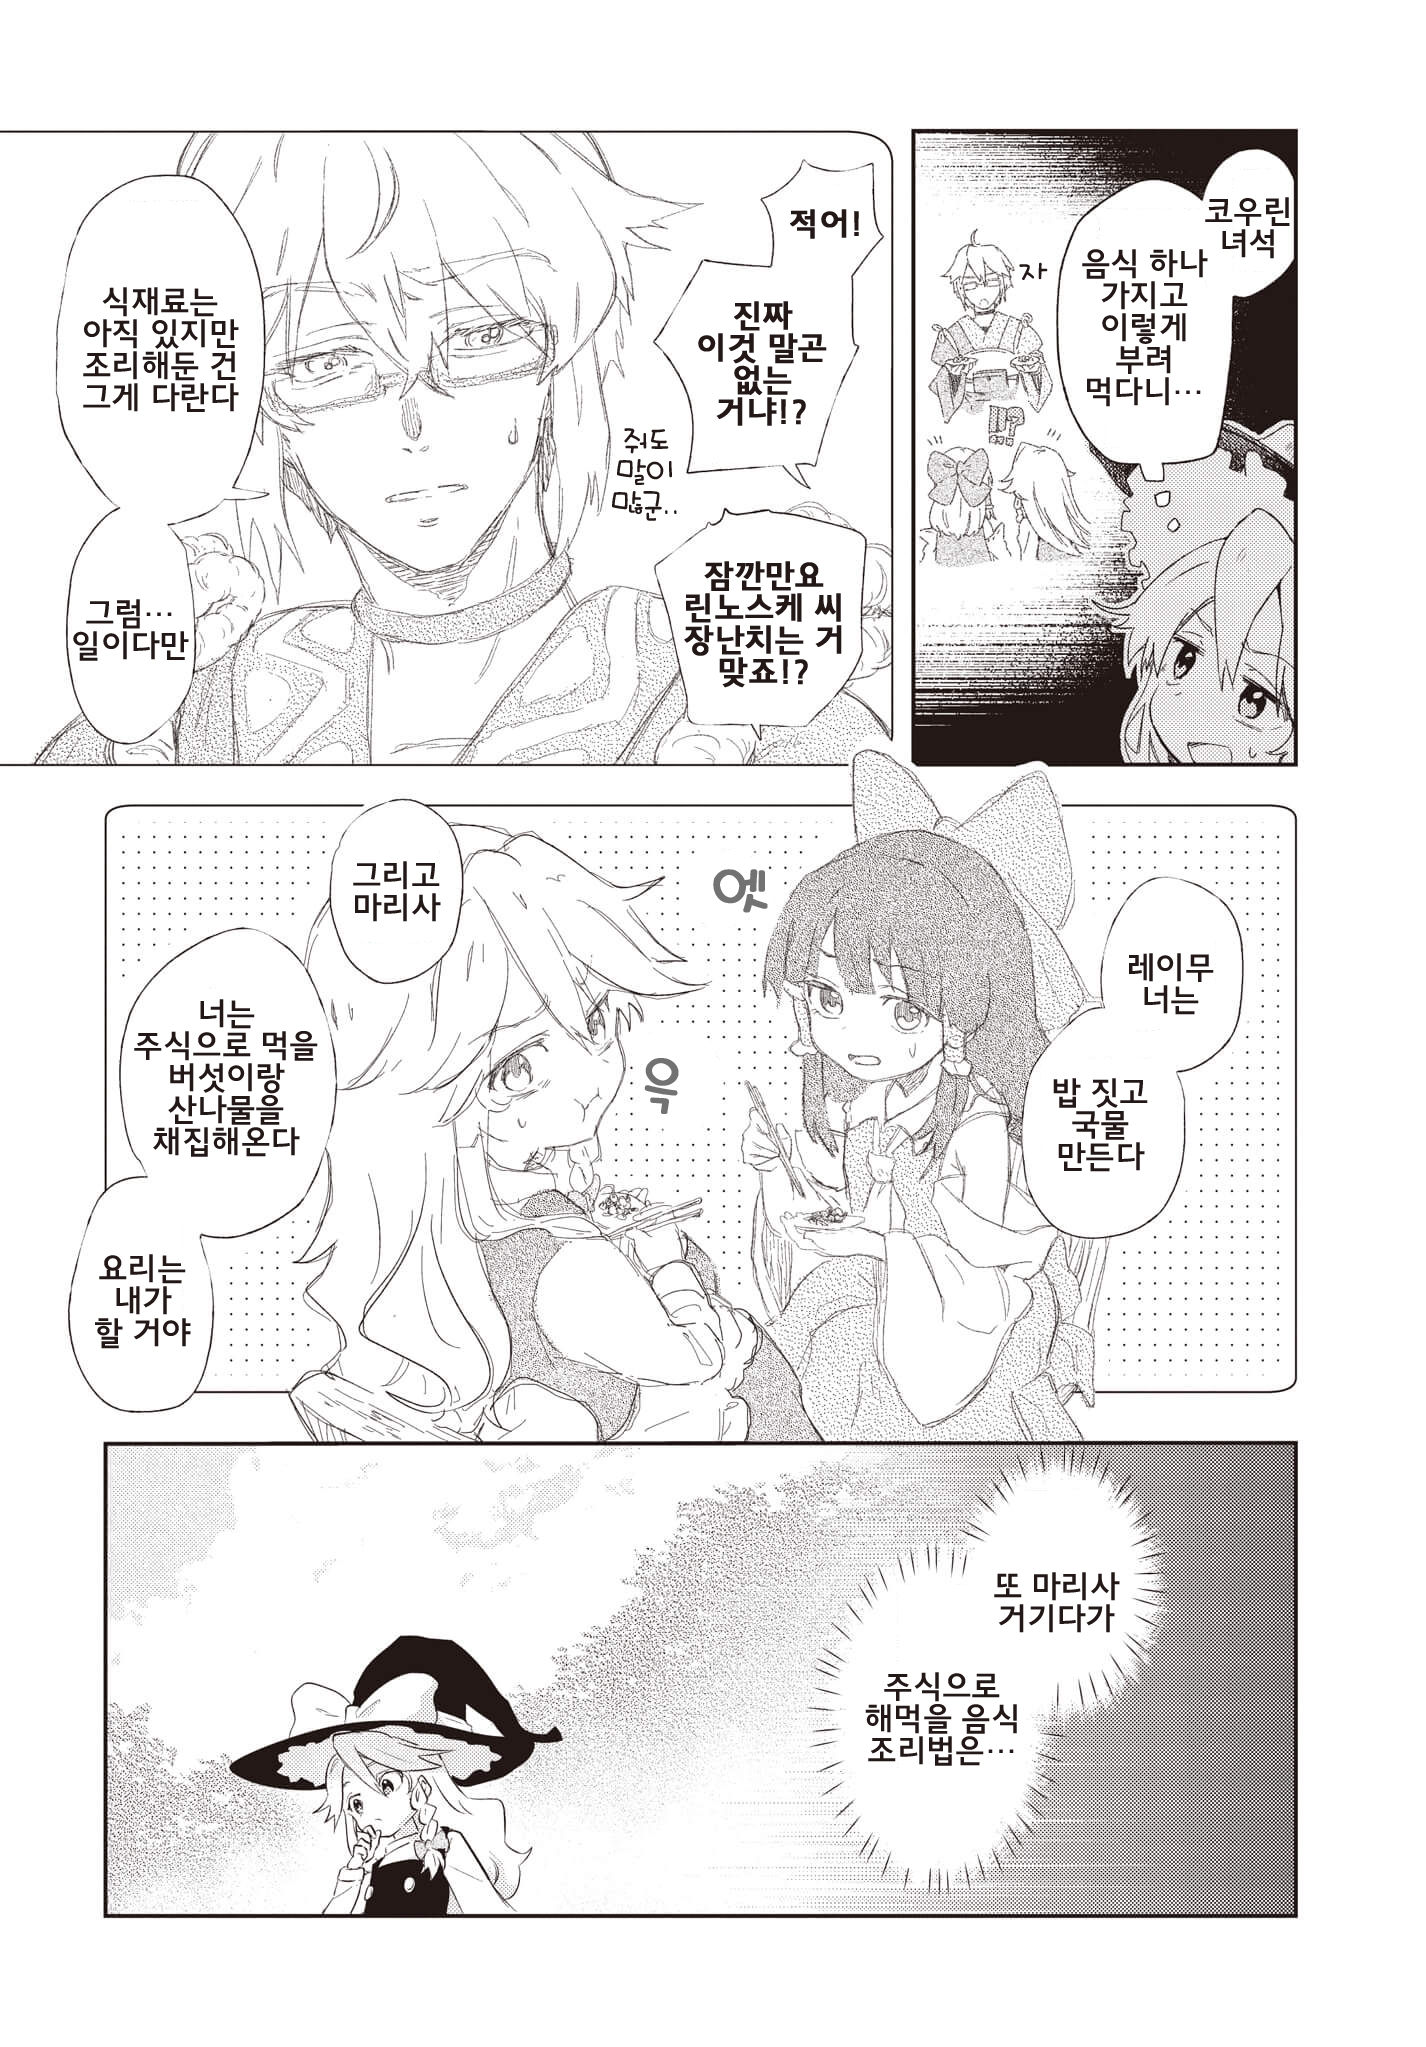 코우린
녀석
음식 하나
가지고
이렇게
부려
먹다니…
자
적어!
진짜
이것 말곤
없는
거냐!?
줘도
말이
많군..
잠깐만요
린노스케 씨
장난치는 거
맞죠!?
식재료는
아직 있지만
조리해둔 건
그게 다란다
그럼…
일이다만
레이무
너는
밥 짓고
국물
만든다
엣
그리고
마리사
너는
주식으로 먹을
버섯이랑
산나물을
채집해온다
윽
요리는
내가
할 거야
또 마리사
거기다가
주식으로
해먹을 음식
조리법은…